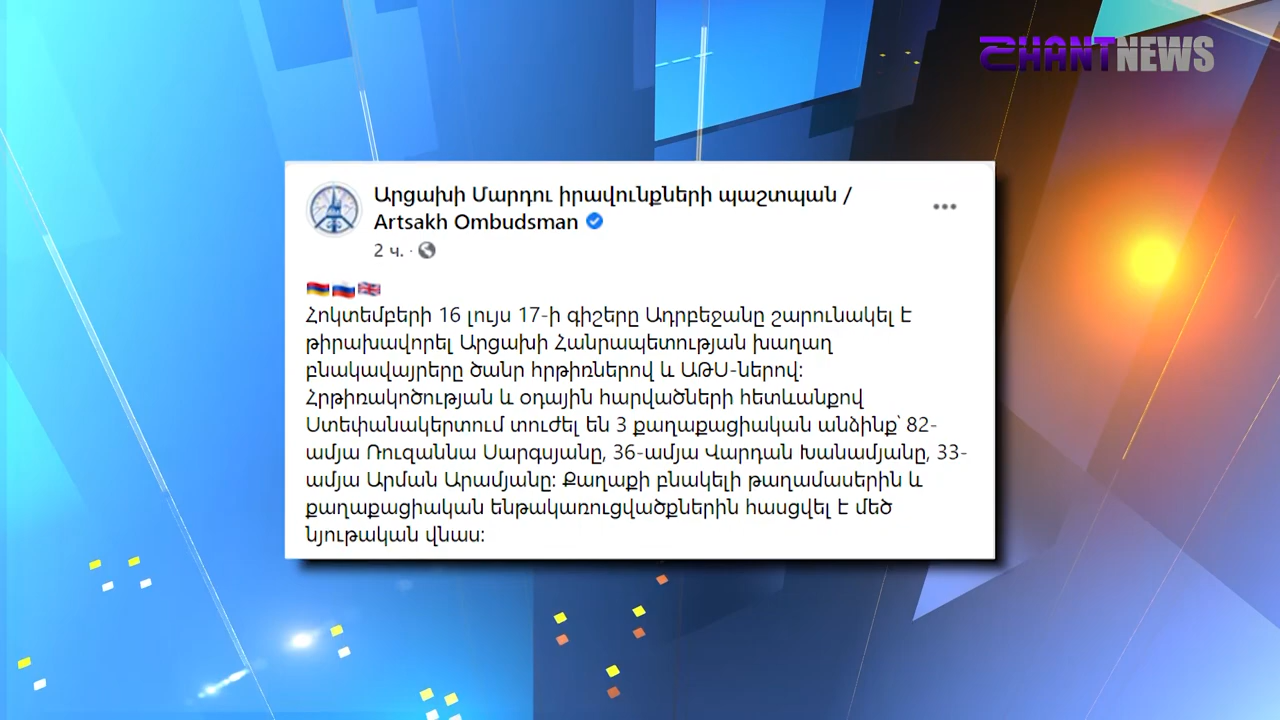 SHANTNEWS
Արցախի Մարդու իրավունքների պաշտպան /
Artsakh Ombudsman
2 ч. ·
Հոկտեմբերի 16 լույս 17-ի գիշերը Ադրբեջանը շարունակել է
թիրախավորել Արցախի Հանրապետության խաղաղ
բնակավայրերը ծանր հրթիռներով և ԱԹՍ-ներով:
Հրթիռակոծության և օդային հարվածների հետևանքով
Ստեփանակերտում տուժել են 3 քաղաքացիական անձինք՝ 82-
ամյա Ռուզաննա Սարգսյանը, 36-ամյա Վարդան Խանամյանը, 33-
ամյա Արման Արամյանը: Քաղաքի բնակելի թաղամասերին և
քաղաքացիական ենթակառուցվածքներին հասցվել է մեծ
նյութական վնաս: